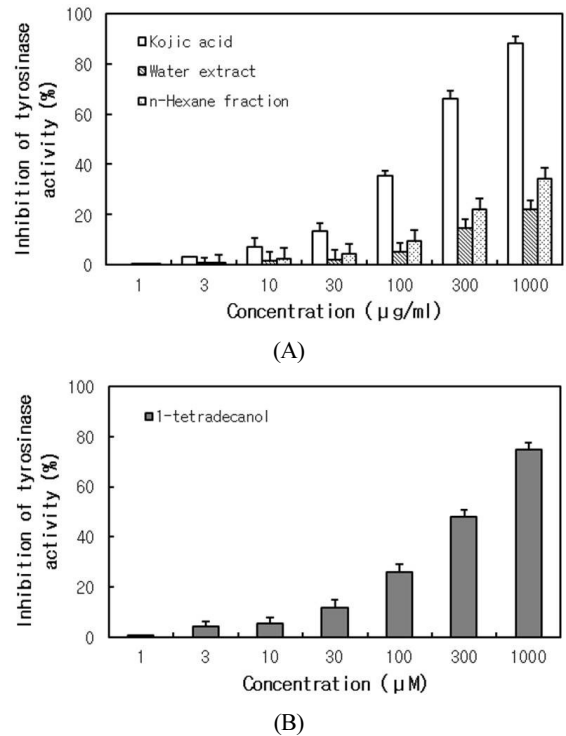 100
80
60
40
20
0
Inhibition of tyrosinase
activity (%)
Kojic acid
Water extract
n-Hexane fraction
1 3 10 30 100 300 1000
Concentration (μg/ml)
(A)
100
80
60
40
20
0
Inhibition of tyrosinase
activity (%)
1-tetradecanol
1 3 10 30 100 300 1000
Concentration (μM)
(B)